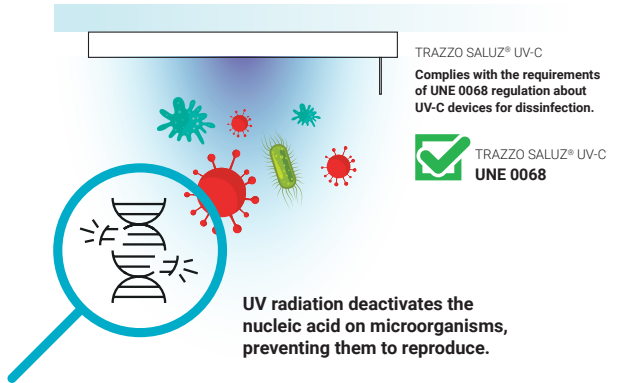 TRAZZO SALUZ® UV-C
Complies with the requirements
of UNE 0068 regulation about
UV-C devices for dissinfection.
TRAZZO SALUZ® UV-C
UNE 0068
UV radiation deactivates the
nucleic acid on microorganisms,
preventing them to reproduce.